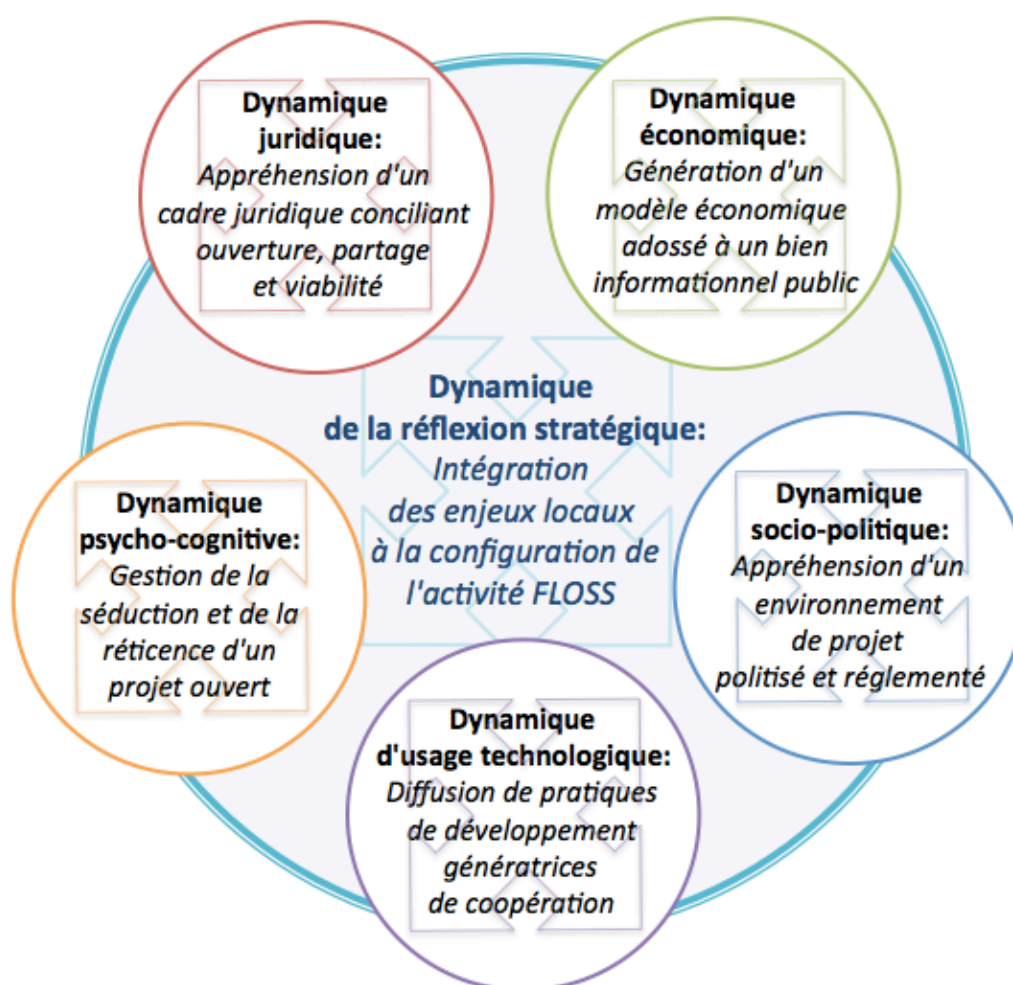 Dynamique
juridique:
Appréhension d'un
cadre juridique conciliant
ouverture, partage
et viabilité
Dynamique
économique:
Génération d'un
modèle économique
adossé à un bien
informationnel public
Dynamique
de la réflexion stratégique:
Intégration
des enjeux locaux
à la configuration de
l'activité FLOSS
Dynamique
psycho-cognitive:
Gestion de la
séduction et de la
réticence d'un
projet ouvert
Dynamique
socio-politique:
Appréhension d'un
environnement
de projet
politisé et réglementé
Dynamique
d'usage technologique:
Diffusion de pratiques
de développement
génératrices
de coopération